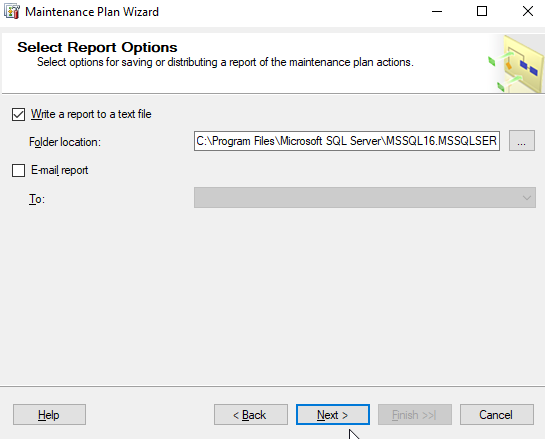 Maintenance Plan Wizard
Select Report Options
Select options for saving or distributing a report of the maintenance plan actions.
Write a report to a text file
Folder location:
C:\Program Files\Microsoft SQL Server\MSSQL16.MSSQLSER
...
E-mail report
To:
Help
< Back
Next >
Finish >>|
Cancel